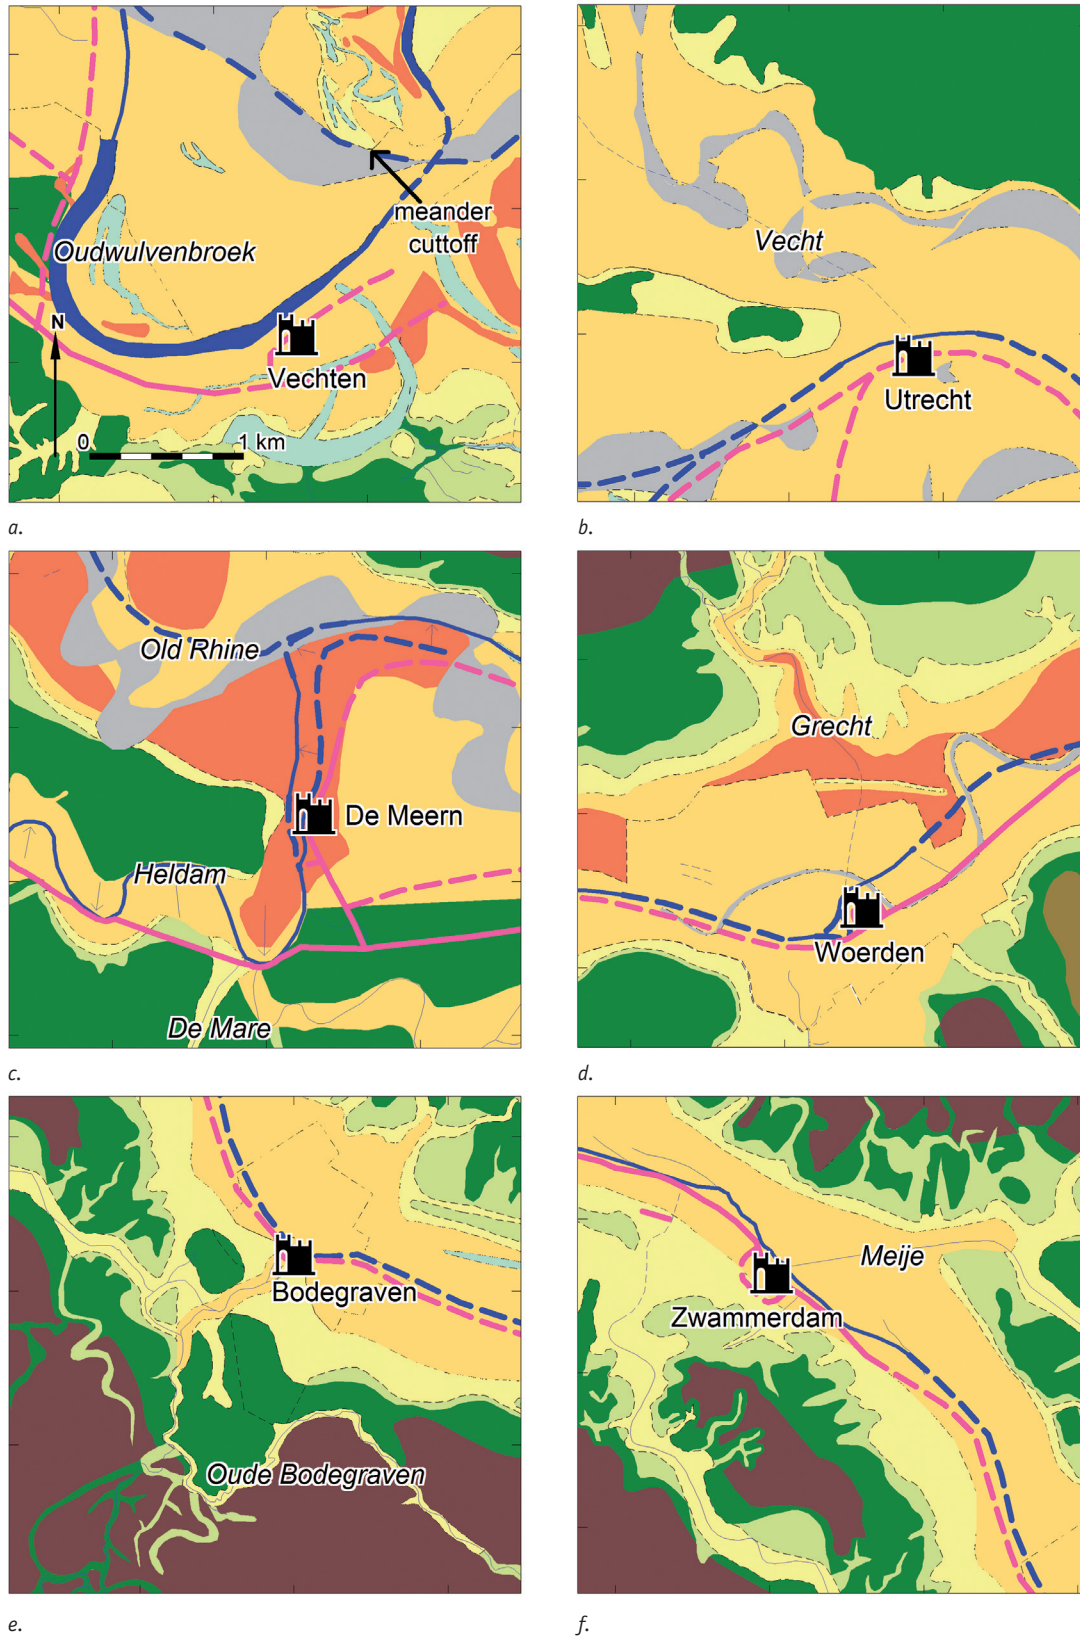 meander
cuttoff
Oudwulvenbroek
N
Vechten
0 1 km
a.
Vecht
Utrecht
b.
Old Rhine
De Meern
Heldam
De Mare
c.
Grecht
Woerden
d.
Bodegraven
Oude Bodegraven
e.
Meije
Zwammerdam
f.